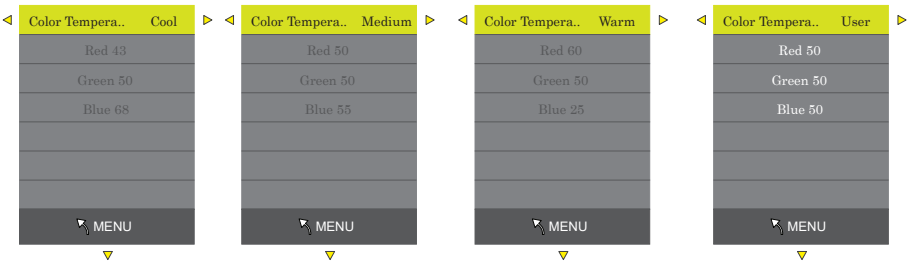 Color Tempera.. Cool
Red 43
Green 50
Blue 68
MENU
Color Tempera.. Medium
Red 50
Green 50
Blue 55
MENU
Color Tempera.. Warm
Red 60
Green 50
Blue 25
MENU
Color Tempera.. User
Red 50
Green 50
Blue 50
MENU